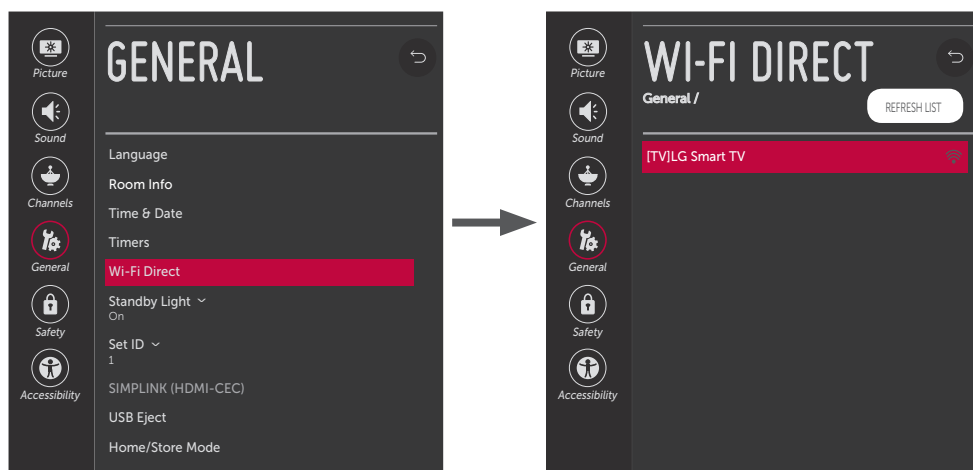 Picture
Sound
Channels
General
Safety
Accessibility
GENERAL
Language
Room Info
Time & Date
Timers
Wi-Fi Direct
Standby Light
On
Set ID
1
SIMPLINK (HDMI-CEC)
USB Eject
Home/Store Mode
Picture
Sound
Channels
General
Safety
Accessibility
WI-FI DIRECT
General /
REFRESH LIST
[TV]LG Smart TV